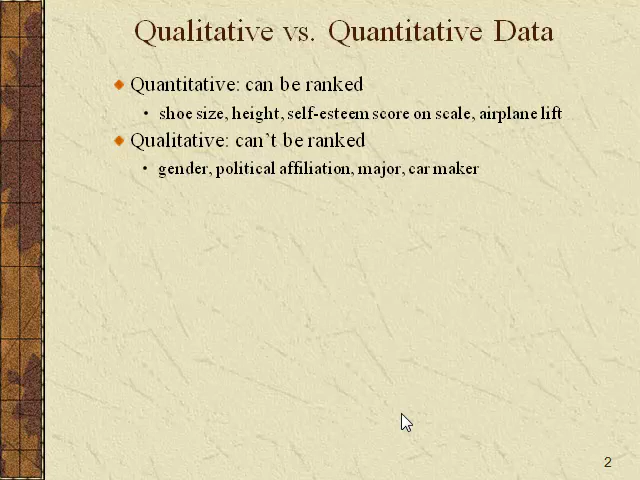 Qualitative vs. Quantitative Data
Quantitative: can be ranked
• shoe size, height, self-esteem score on scale, airplane lift
Qualitative: can't be ranked
• gender, political affiliation, major, car maker
2